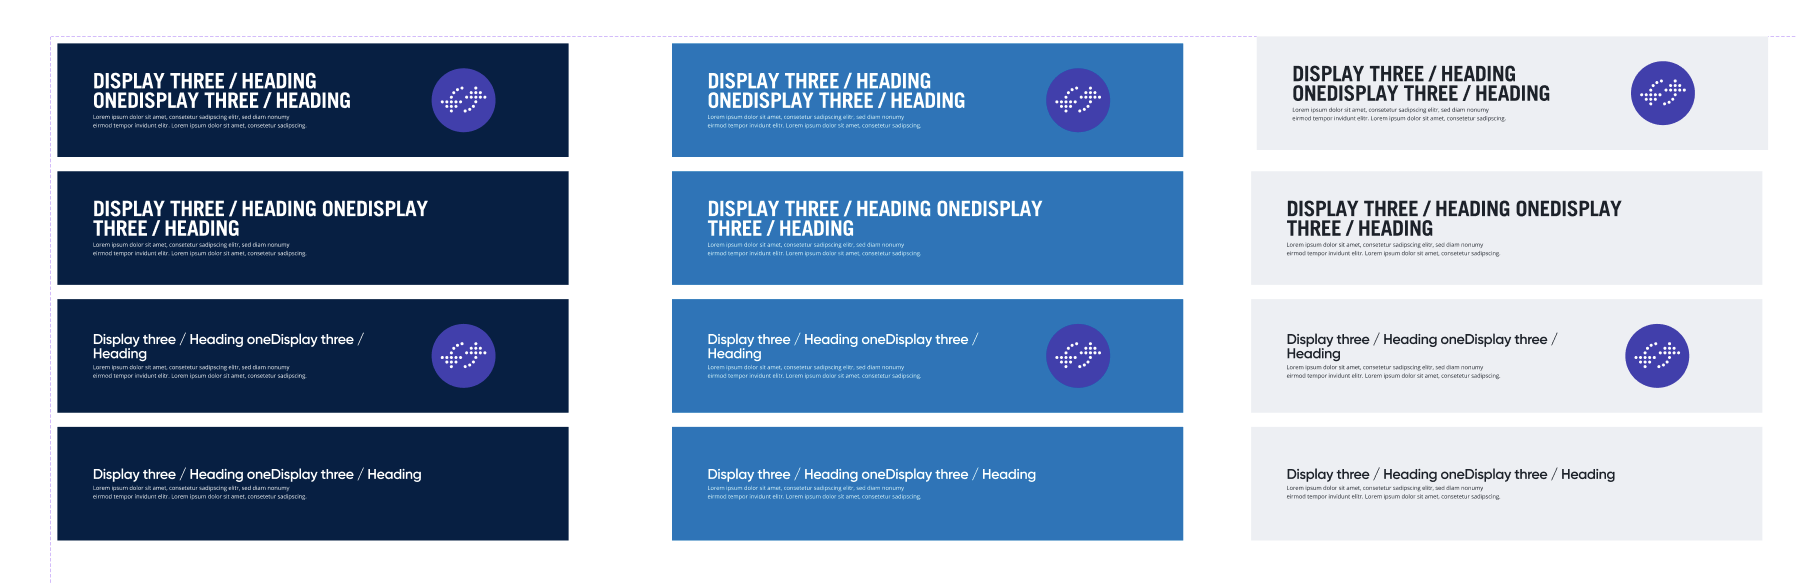 DISPLAY THREE / HEADING
ONEDISPLAY THREE / HEADING
Lorem ipsum dolor sit amet, consetetur sadipscing elitr, sed diam nonumy
eirmod tempor invidunt elitr. Lorem ipsum dolor sit amet, consetetur sadipscing.
DISPLAY THREE / HEADING
ONEDISPLAY THREE / HEADING
Lorem ipsum dolor sit amet, consetetur sadipscing elitr, sed diam nonumy
eirmod tempor invidunt elitr. Lorem ipsum dolor sit amet, consetetur sadipscing.
DISPLAY THREE / HEADING
ONEDISPLAY THREE / HEADING
Lorem ipsum dolor sit amet, consetetur sadipscing elitr, sed diam nonumy
eirmod tempor invidunt elitr. Lorem ipsum dolor sit amet, consetetur sadipscing.
DISPLAY THREE / HEADING ONEDISPLAY
THREE / HEADING
Lorem ipsum dolor sit amet, consetetur sadipscing elitr, sed diam nonumy
eirmod tempor invidunt elitr. Lorem ipsum dolor sit amet, consetetur sadipscing.
DISPLAY THREE / HEADING ONEDISPLAY
THREE / HEADING
Lorem ipsum dolor sit amet, consetetur sadipscing elitr, sed diam nonumy
eirmod tempor invidunt elitr. Lorem ipsum dolor sit amet, consetetur sadipscing.
DISPLAY THREE / HEADING ONEDISPLAY
THREE / HEADING
Lorem ipsum dolor sit amet, consetetur sadipscing elitr, sed diam nonumy
eirmod tempor invidunt elitr. Lorem ipsum dolor sit amet, consetetur sadipscing.
Display three / Heading oneDisplay three /
Heading
Lorem ipsum dolor sit amet, consetetur sadipscing elitr, sed diam nonumy
eirmod tempor invidunt elitr. Lorem ipsum dolor sit amet, consetetur sadipscing.
Display three / Heading oneDisplay three /
Heading
Lorem ipsum dolor sit amet, consetetur sadipscing elitr, sed diam nonumy
eirmod tempor invidunt elitr. Lorem ipsum dolor sit amet, consetetur sadipscing.
Display three / Heading oneDisplay three /
Heading
Lorem ipsum dolor sit amet, consetetur sadipscing elitr, sed diam nonumy
eirmod tempor invidunt elitr. Lorem ipsum dolor sit amet, consetetur sadipscing.
Display three / Heading oneDisplay three / Heading
Lorem ipsum dolor sit amet, consetetur sadipscing elitr, sed diam nonumy
eirmod tempor invidunt elitr. Lorem ipsum dolor sit amet, consetetur sadipscing.
Display three / Heading oneDisplay three / Heading
Lorem ipsum dolor sit amet, consetetur sadipscing elitr, sed diam nonumy
eirmod tempor invidunt elitr. Lorem ipsum dolor sit amet, consetetur sadipscing.
Display three / Heading oneDisplay three / Heading
Lorem ipsum dolor sit amet, consetetur sadipscing elitr, sed diam nonumy
eirmod tempor invidunt elitr. Lorem ipsum dolor sit amet, consetetur sadipscing.